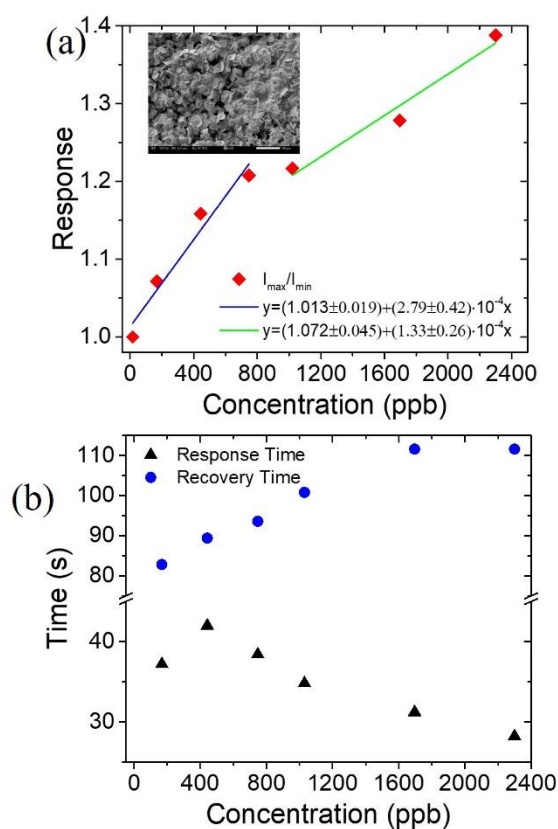 (a)
1.4
1.3
1.2
1.1
1.0
Response
I_max/I_min
y=(1.013±0.019)+(2.79±0.42)·10⁻⁴x
y=(1.072±0.045)+(1.33±0.26)·10⁻⁴x
0 400 800 1200 1600 2000 2400
Concentration (ppb)
(b)
110
100
90
80
40
30
Time (s)
Response Time
Recovery Time
0 400 800 1200 1600 2000 2400
Concentration (ppb)